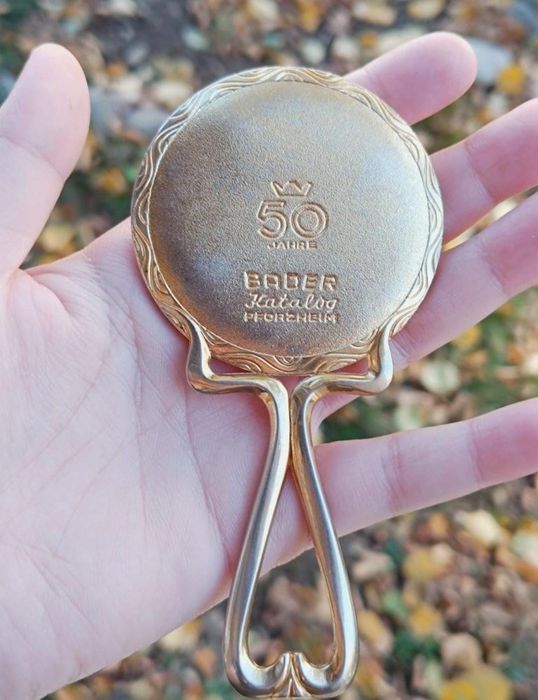 50
JAHRE
BADER
Katalog
PFORZHEIM